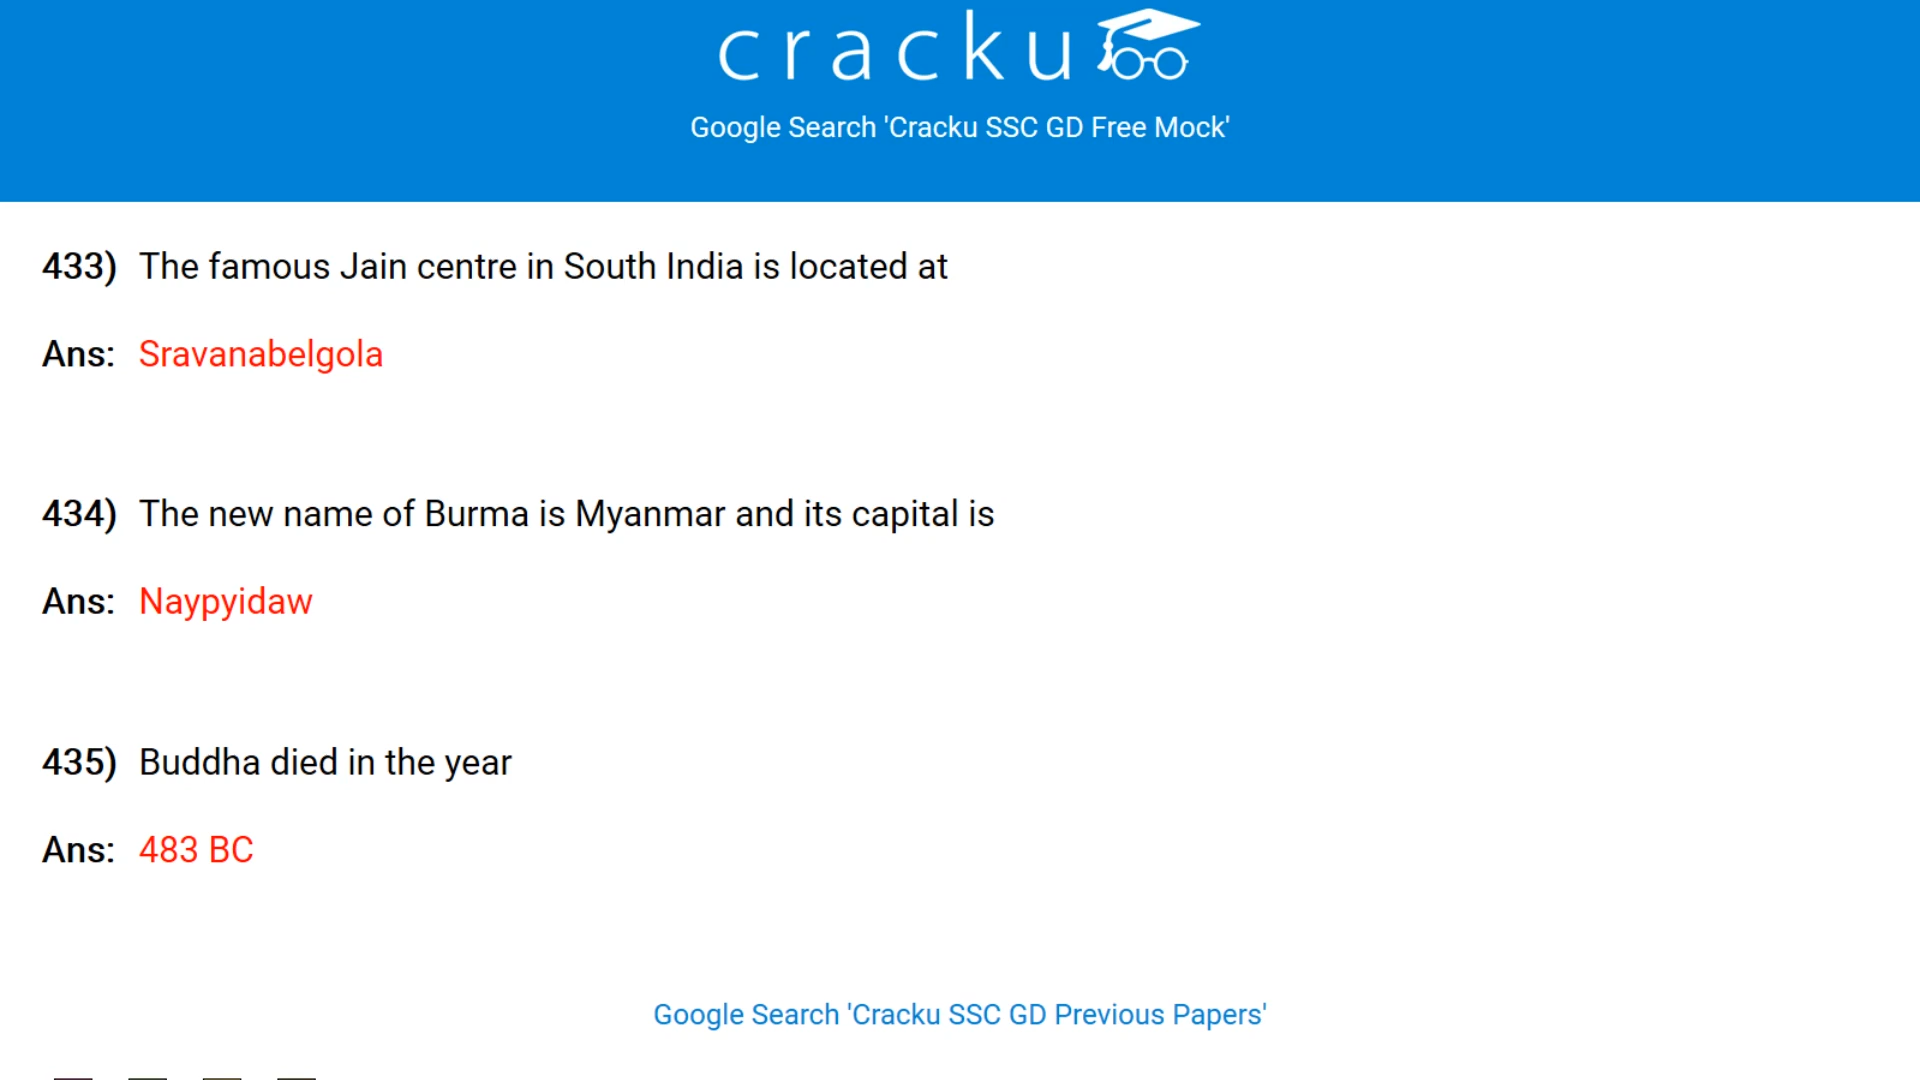 cracku
Google Search 'Cracku SSC GD Free Mock'
433) The famous Jain centre in South India is located at
Ans: Sravanabelgola
434) The new name of Burma is Myanmar and its capital is
Ans: Naypyidaw
435) Buddha died in the year
Ans: 483 BC
Google Search 'Cracku SSC GD Previous Papers'